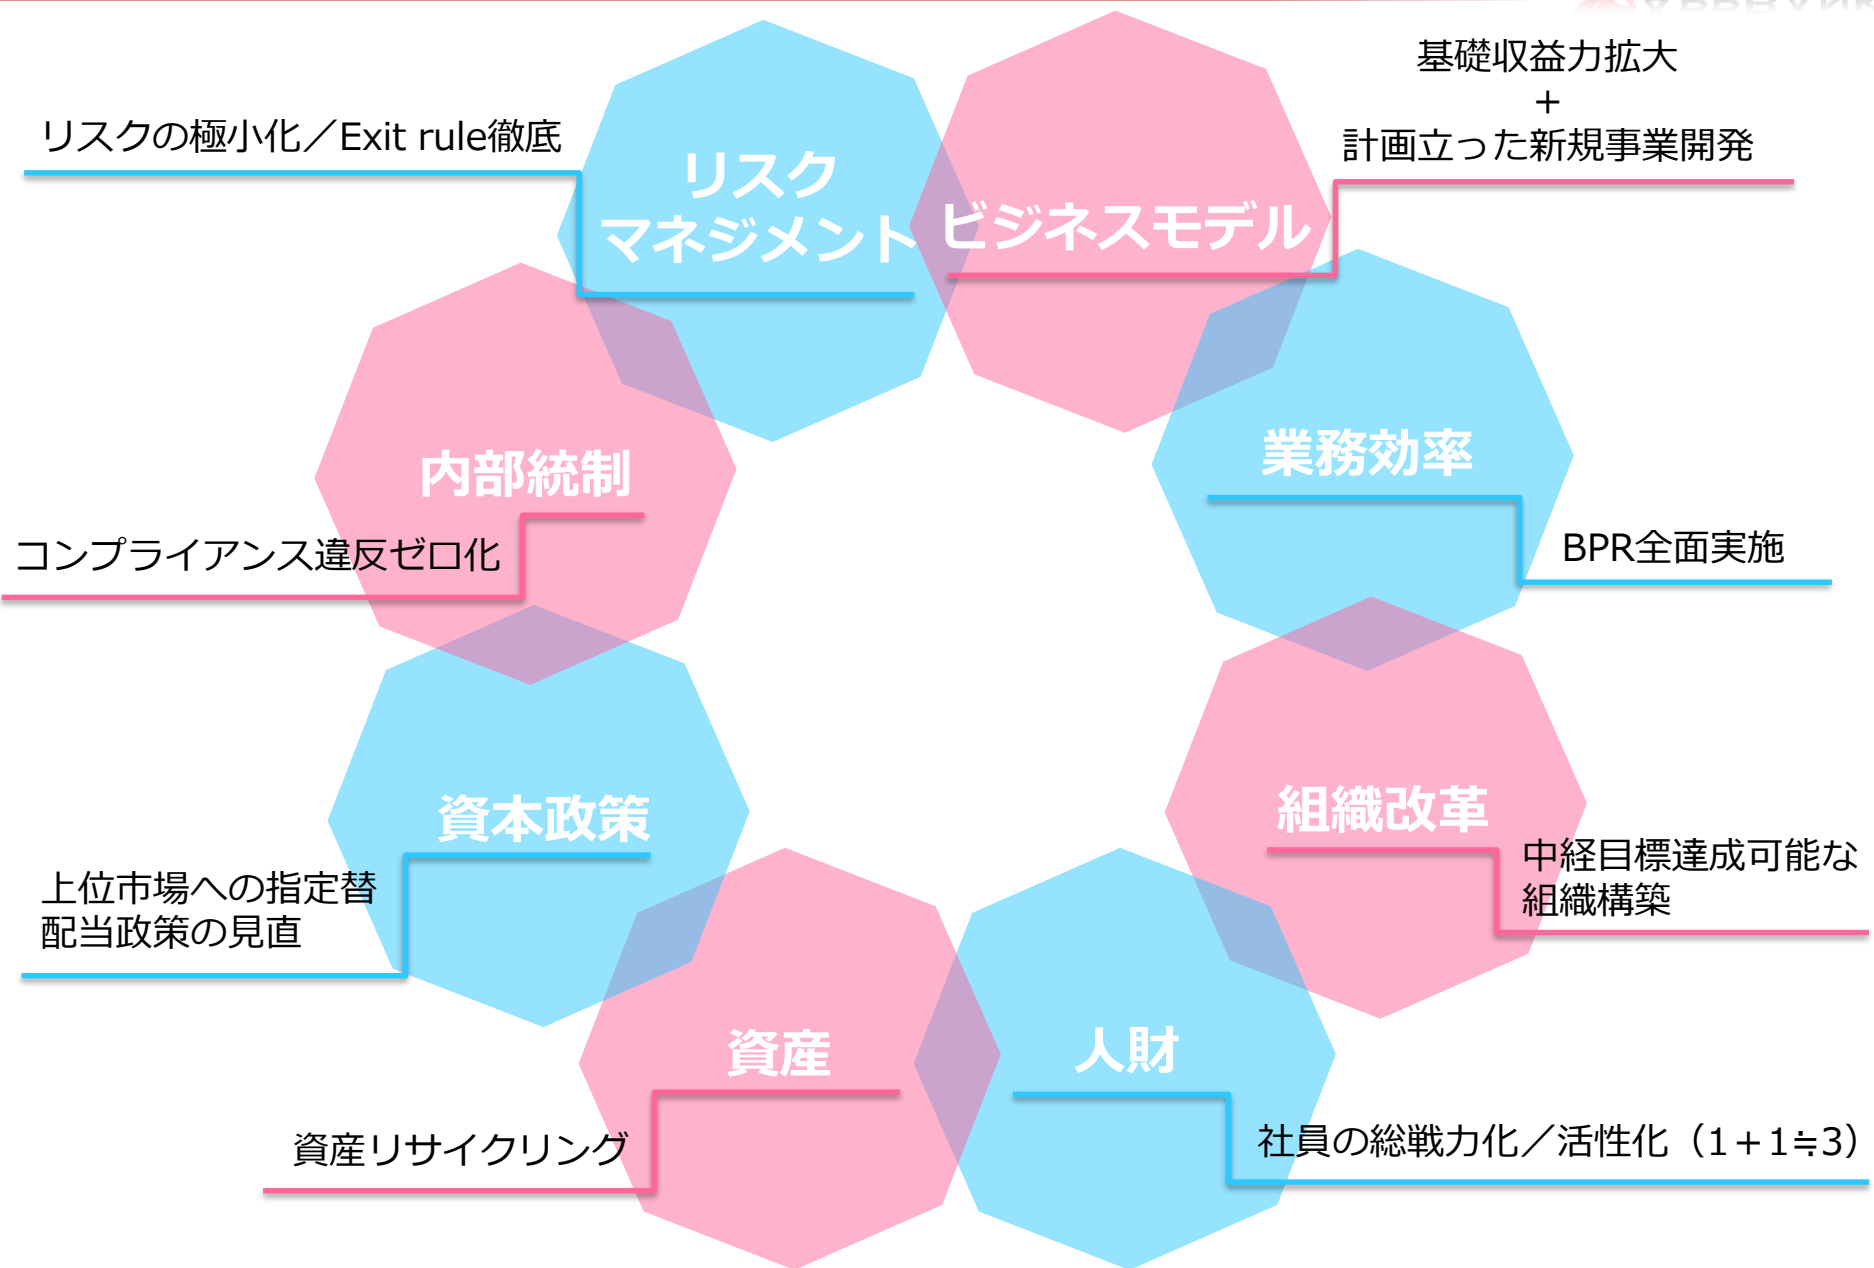 基礎収益力拡大
+
計画立った新規事業開発
リスクの極小化／Exit rule徹底
リスク
マネジメント
ビジネスモデル
業務効率
BPR全面実施
内部統制
コンプライアンス違反ゼロ化
組織改革
中経目標達成可能な
組織構築
資本政策
上位市場への指定替
配当政策の見直
人財
社員の総戦力化／活性化（1＋1≒3）
資産
資産リサイクリング